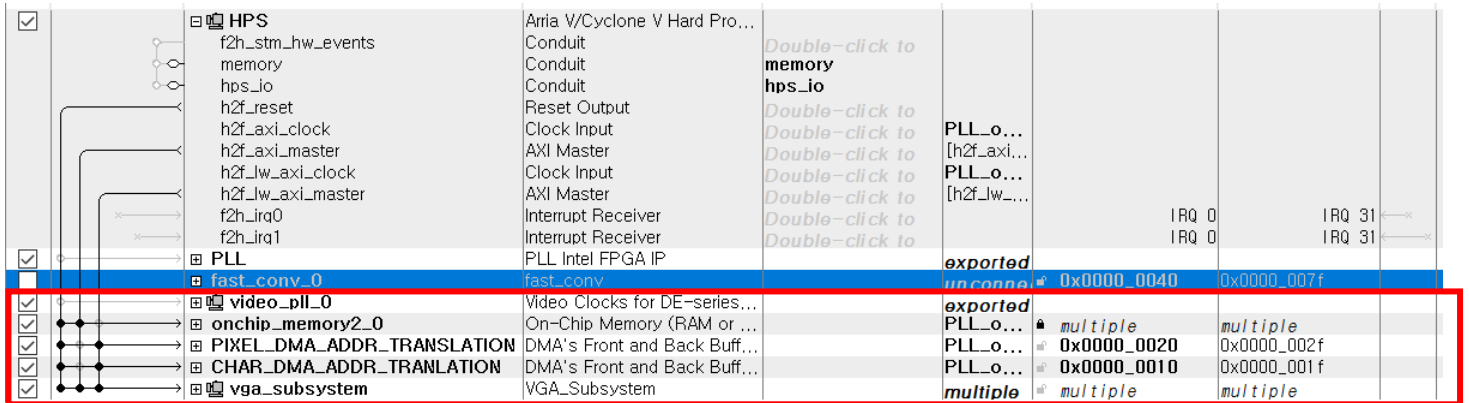 HPS Arria V/Cyclone V Hard Pro...
f2h_stm_hw_events Conduit Double-click to
memory Conduit memory
hps_io Conduit hps_io
h2f_reset Reset Output Double-click to
h2f_axi_clock Clock Input Double-click to PLL_o...
h2f_axi_master AXI Master Double-click to [h2f_axi...
h2f_lw_axi_clock Clock Input Double-click to PLL_o...
h2f_lw_axi_master AXI Master Double-click to [h2f_lw_...
f2h_irq0 Interrupt Receiver Double-click to IRQ 0 IRQ 31
f2h_irq1 Interrupt Receiver Double-click to IRQ 0 IRQ 31
PLL PLL Intel FPGA IP exported
fast_conv_0 fast_conv unconne 0x0000_0040 0x0000_007f
video_pll_0 Video Clocks for DE-series... exported
onchip_memory2_0 On-Chip Memory (RAM or ... PLL_o... multiple multiple
PIXEL_DMA_ADDR_TRANSLATION DMA's Front and Back Buff... PLL_o... 0x0000_0020 0x0000_002f
CHAR_DMA_ADDR_TRANLATION DMA's Front and Back Buff... PLL_o... 0x0000_0010 0x0000_001f
vga_subsystem VGA_Subsystem multiple multiple multiple